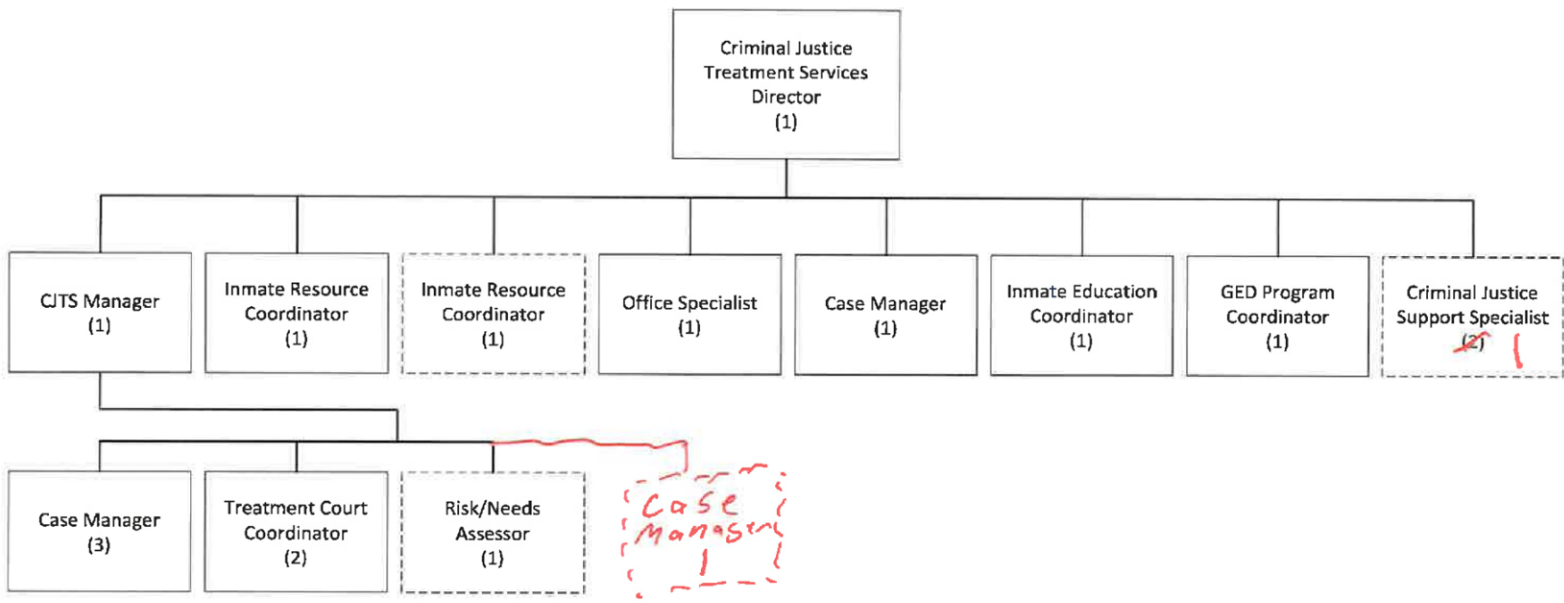 Criminal Justice
Treatment Services
Director
(1)
CJTS Manager
(1)
Inmate Resource
Coordinator
(1)
Inmate Resource
Coordinator
(1)
Office Specialist
(1)
Case Manager
(1)
Inmate Education
Coordinator
(1)
GED Program
Coordinator
(1)
Criminal Justice
Support Specialist
(2) 1
Case Manager
(3)
Treatment Court
Coordinator
(2)
Risk/Needs
Assessor
(1)
Case
Manager
1